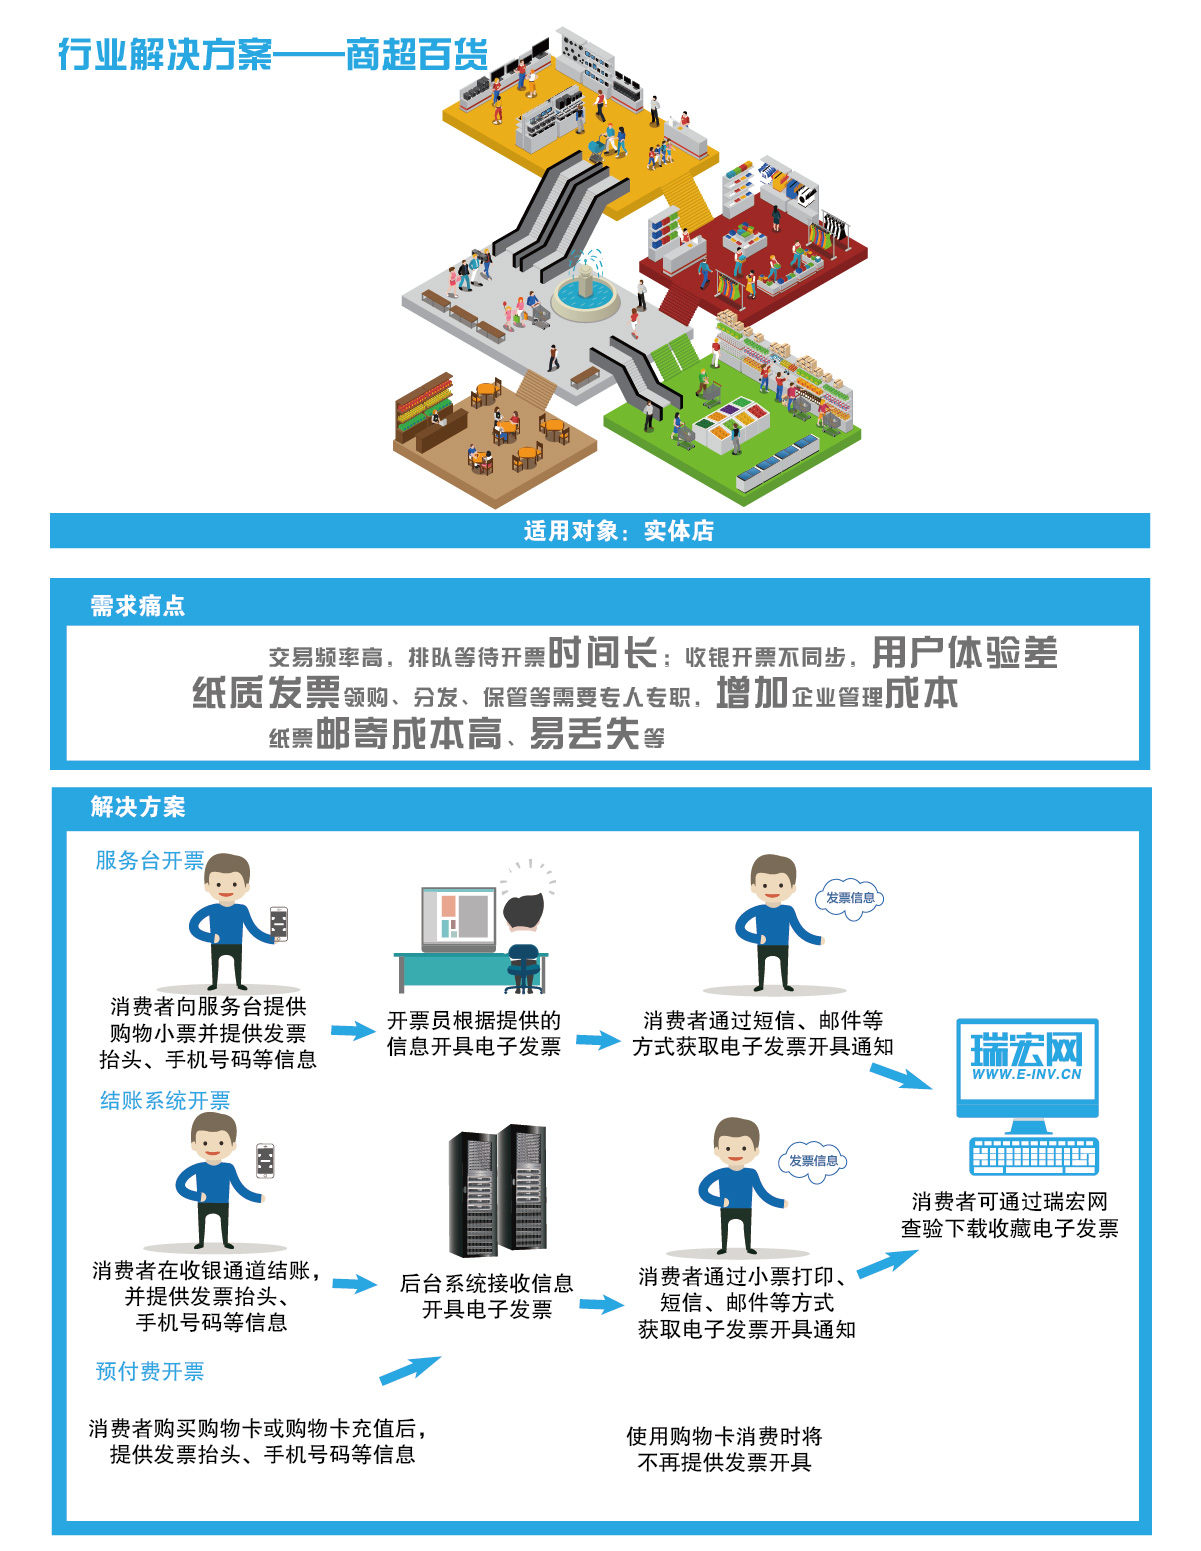 行业解决方案——商超百货
适用对象：实体店
需求痛点
交易频率高，排队等待开票时间长；收银开票不同步，用户体验差
纸质发票领购、分发、保管等需要专人专职，增加企业管理成本
纸票邮寄成本高、易丢失等
解决方案
服务台开票
发票信息
消费者向服务台提供
购物小票并提供发票
抬头、手机号码等信息
开票员根据提供的
信息开具电子发票
消费者通过短信、邮件等
方式获取电子发票开具通知
瑞宏网
WWW.E-INV.CN
结账系统开票
发票信息
消费者可通过瑞宏网
查验下载收藏电子发票
消费者在收银通道结账，
并提供发票抬头、
手机号码等信息
后台系统接收信息
开具电子发票
消费者通过小票打印、
短信、邮件等方式
获取电子发票开具通知
预付费开票
消费者购买购物卡或购物卡充值后，
提供发票抬头、手机号码等信息
使用购物卡消费时将
不再提供发票开具